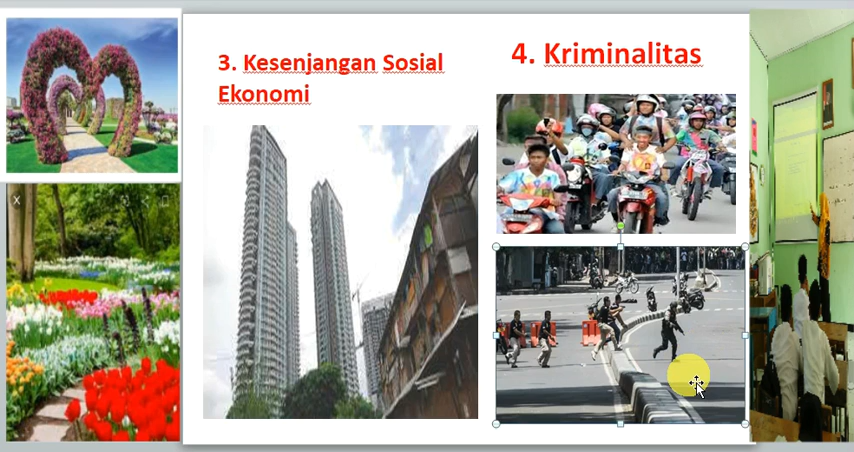 3. Kesenjangan Sosial
Ekonomi
4. Kriminalitas
X